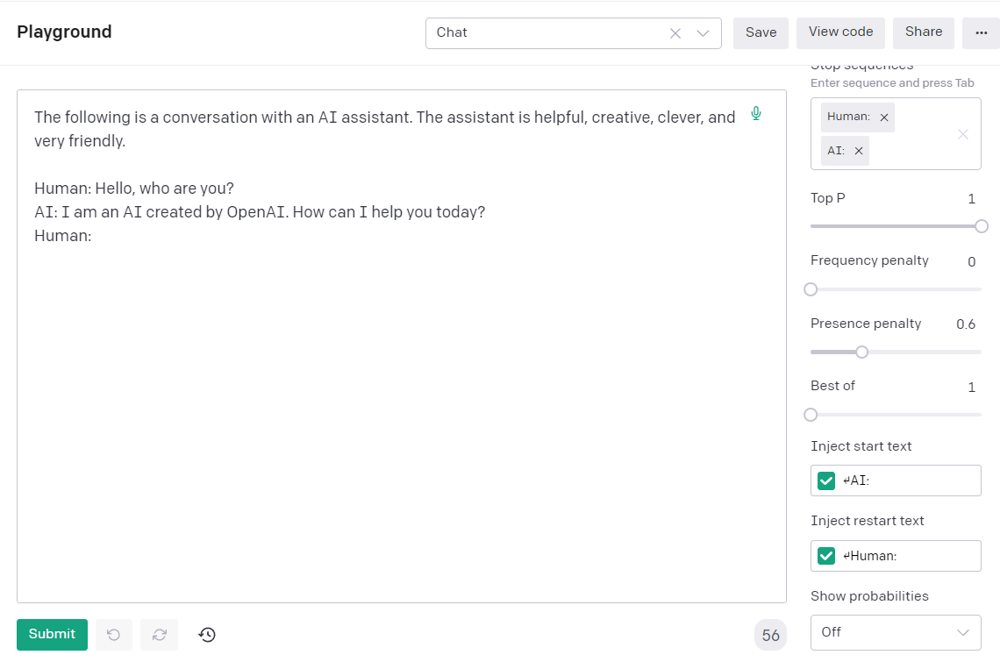 Playground
Chat
Save
View code
Share
Stop sequences
Enter sequence and press Tab
The following is a conversation with an AI assistant. The assistant is helpful, creative, clever, and
very friendly.
Human: Hello, who are you?
AI: I am an AI created by OpenAI. How can I help you today?
Human:
Human:
AI:
Top P 1
Frequency penalty 0
Presence penalty 0.6
Best of 1
Inject start text
↵AI:
Inject restart text
↵Human:
Show probabilities
Off
Submit
56